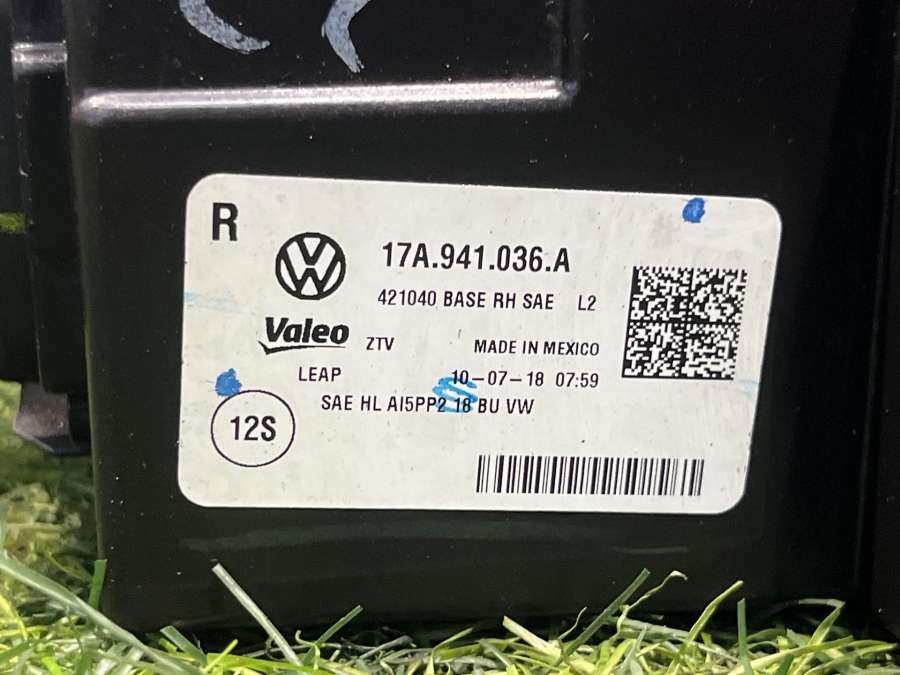 R
VW
17A.941.036.A
421040 BASE RH SAE L2
Valeo ZTV MADE IN MEXICO
LEAP 10-07-18 07:59
SAE HL AI5PP2 18 BU VW
12S